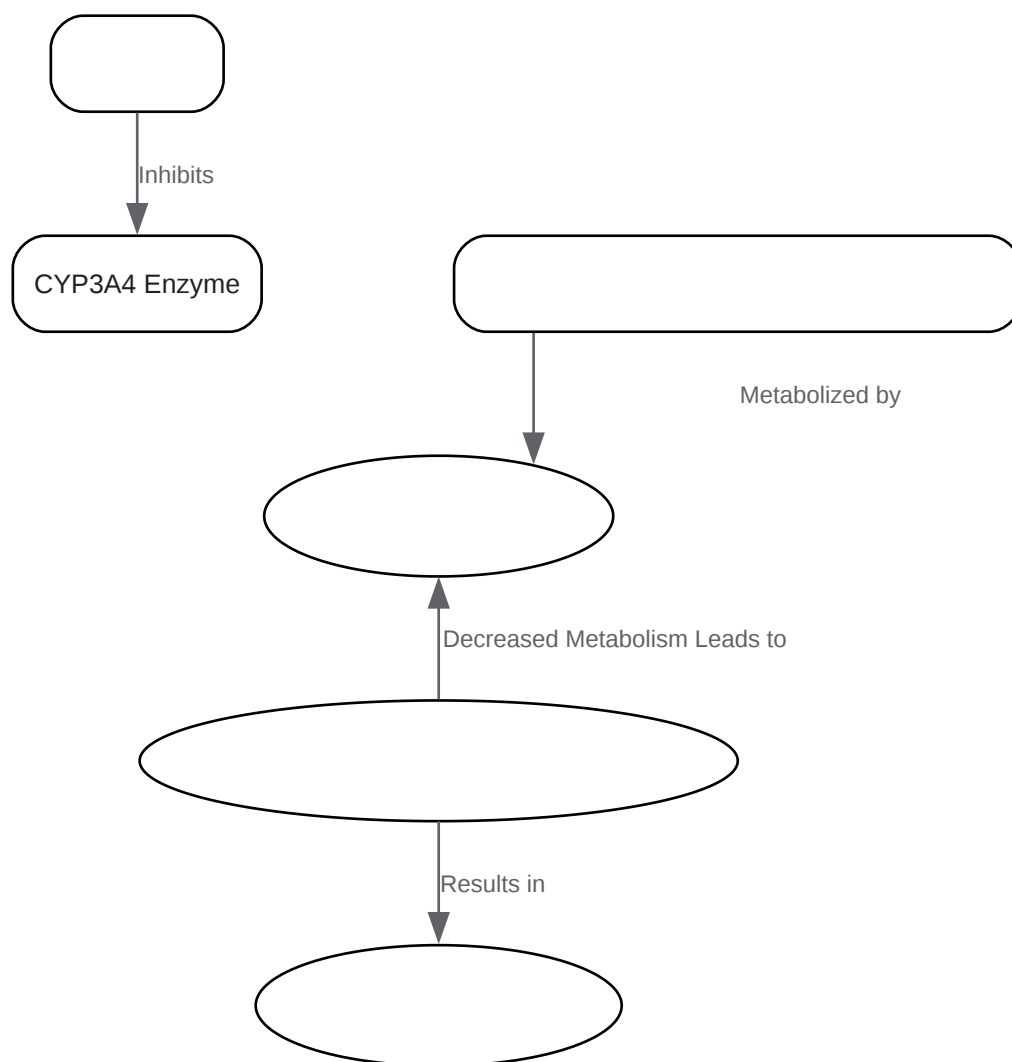 Inhibits
CYP3A4 Enzyme
Metabolized by
Decreased Metabolism Leads to
Results in